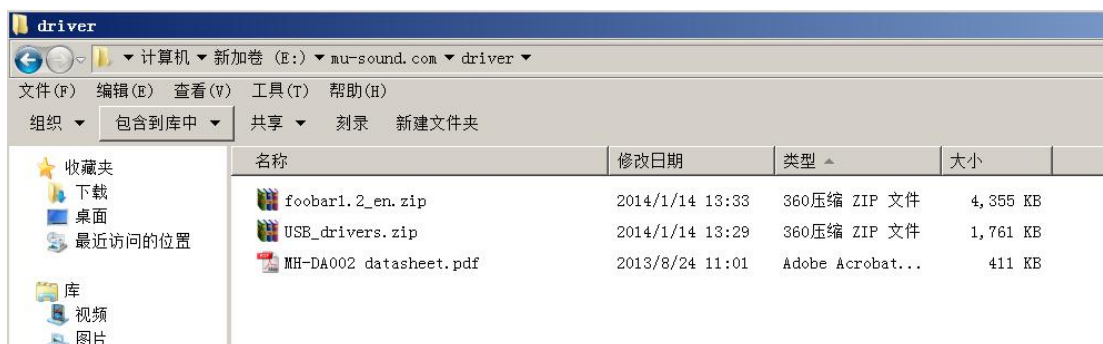 driver
计算机 新加卷 (E:) mu-sound.com driver
文件(F) 编辑(E) 查看(V) 工具(T) 帮助(H)
组织 包含到库中 共享 刻录 新建文件夹
收藏夹
下载
桌面
最近访问的位置
库
视频
图片
名称 修改日期 类型 大小
foobar1.2_en.zip 2014/1/14 13:33 360压缩 ZIP 文件 4,355 KB
USB_drivers.zip 2014/1/14 13:29 360压缩 ZIP 文件 1,761 KB
MH-DA002 datasheet.pdf 2013/8/24 11:01 Adobe Acrobat... 411 KB